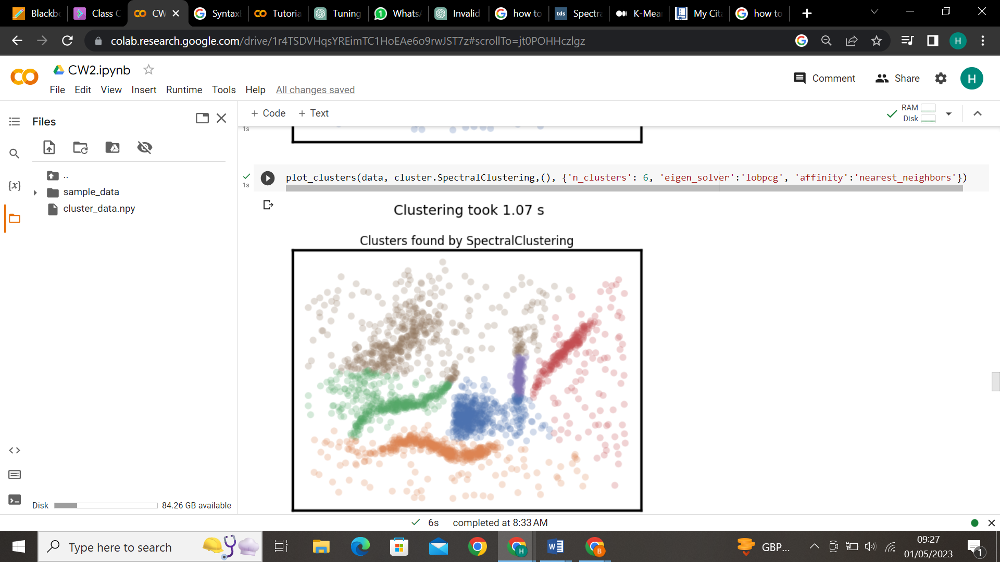 Blackb
Class C
CW
Syntax
Tutoria
Tuning
1
Whats
Invalid
how to
tds
Spectra
K-Mea
My Cit
how to
colab.research.google.com/drive/1r4TSDVHqsYREimTC1HoEAe6o9rwJST7z#scrollTo=jt0POHHczlgz
H
CW2.ipynb
File Edit View Insert Runtime Tools Help All changes saved
Comment
Share
H
Files
+ Code + Text
RAM
Disk
1s
{x}
..
sample_data
cluster_data.npy
1s
plot_clusters(data, cluster.SpectralClustering,(), {'n_clusters': 6, 'eigen_solver':'lobpcg', 'affinity':'nearest_neighbors'})
Clustering took 1.07 s
Clusters found by SpectralClustering
Disk 84.26 GB available
6s completed at 8:33 AM
Type here to search
H
B
GBP...
09:27
01/05/2023
1